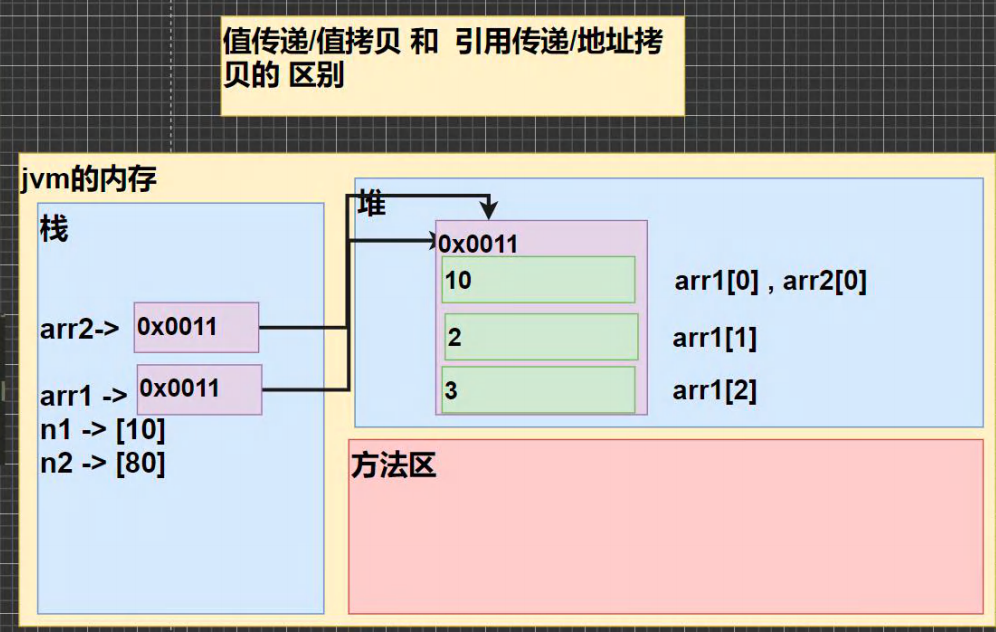 值传递/值拷贝 和 引用传递/地址拷
贝的 区别
jvm的内存
栈
堆
0x0011
10
arr1[0] , arr2[0]
arr2-> 0x0011
2
arr1[1]
arr1 -> 0x0011
3
arr1[2]
n1 -> [10]
n2 -> [80]
方法区